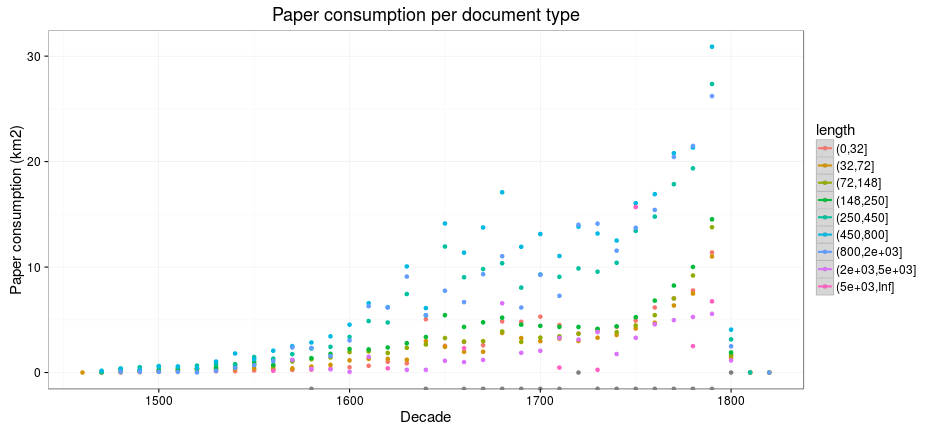 Paper consumption per document type
Paper consumption (km2)
30
20
10
0
1500
1600
1700
1800
Decade
length
(0,32]
(32,72]
(72,148]
(148,250]
(250,450]
(450,800]
(800,2e+03]
(2e+03,5e+03]
(5e+03,Inf]